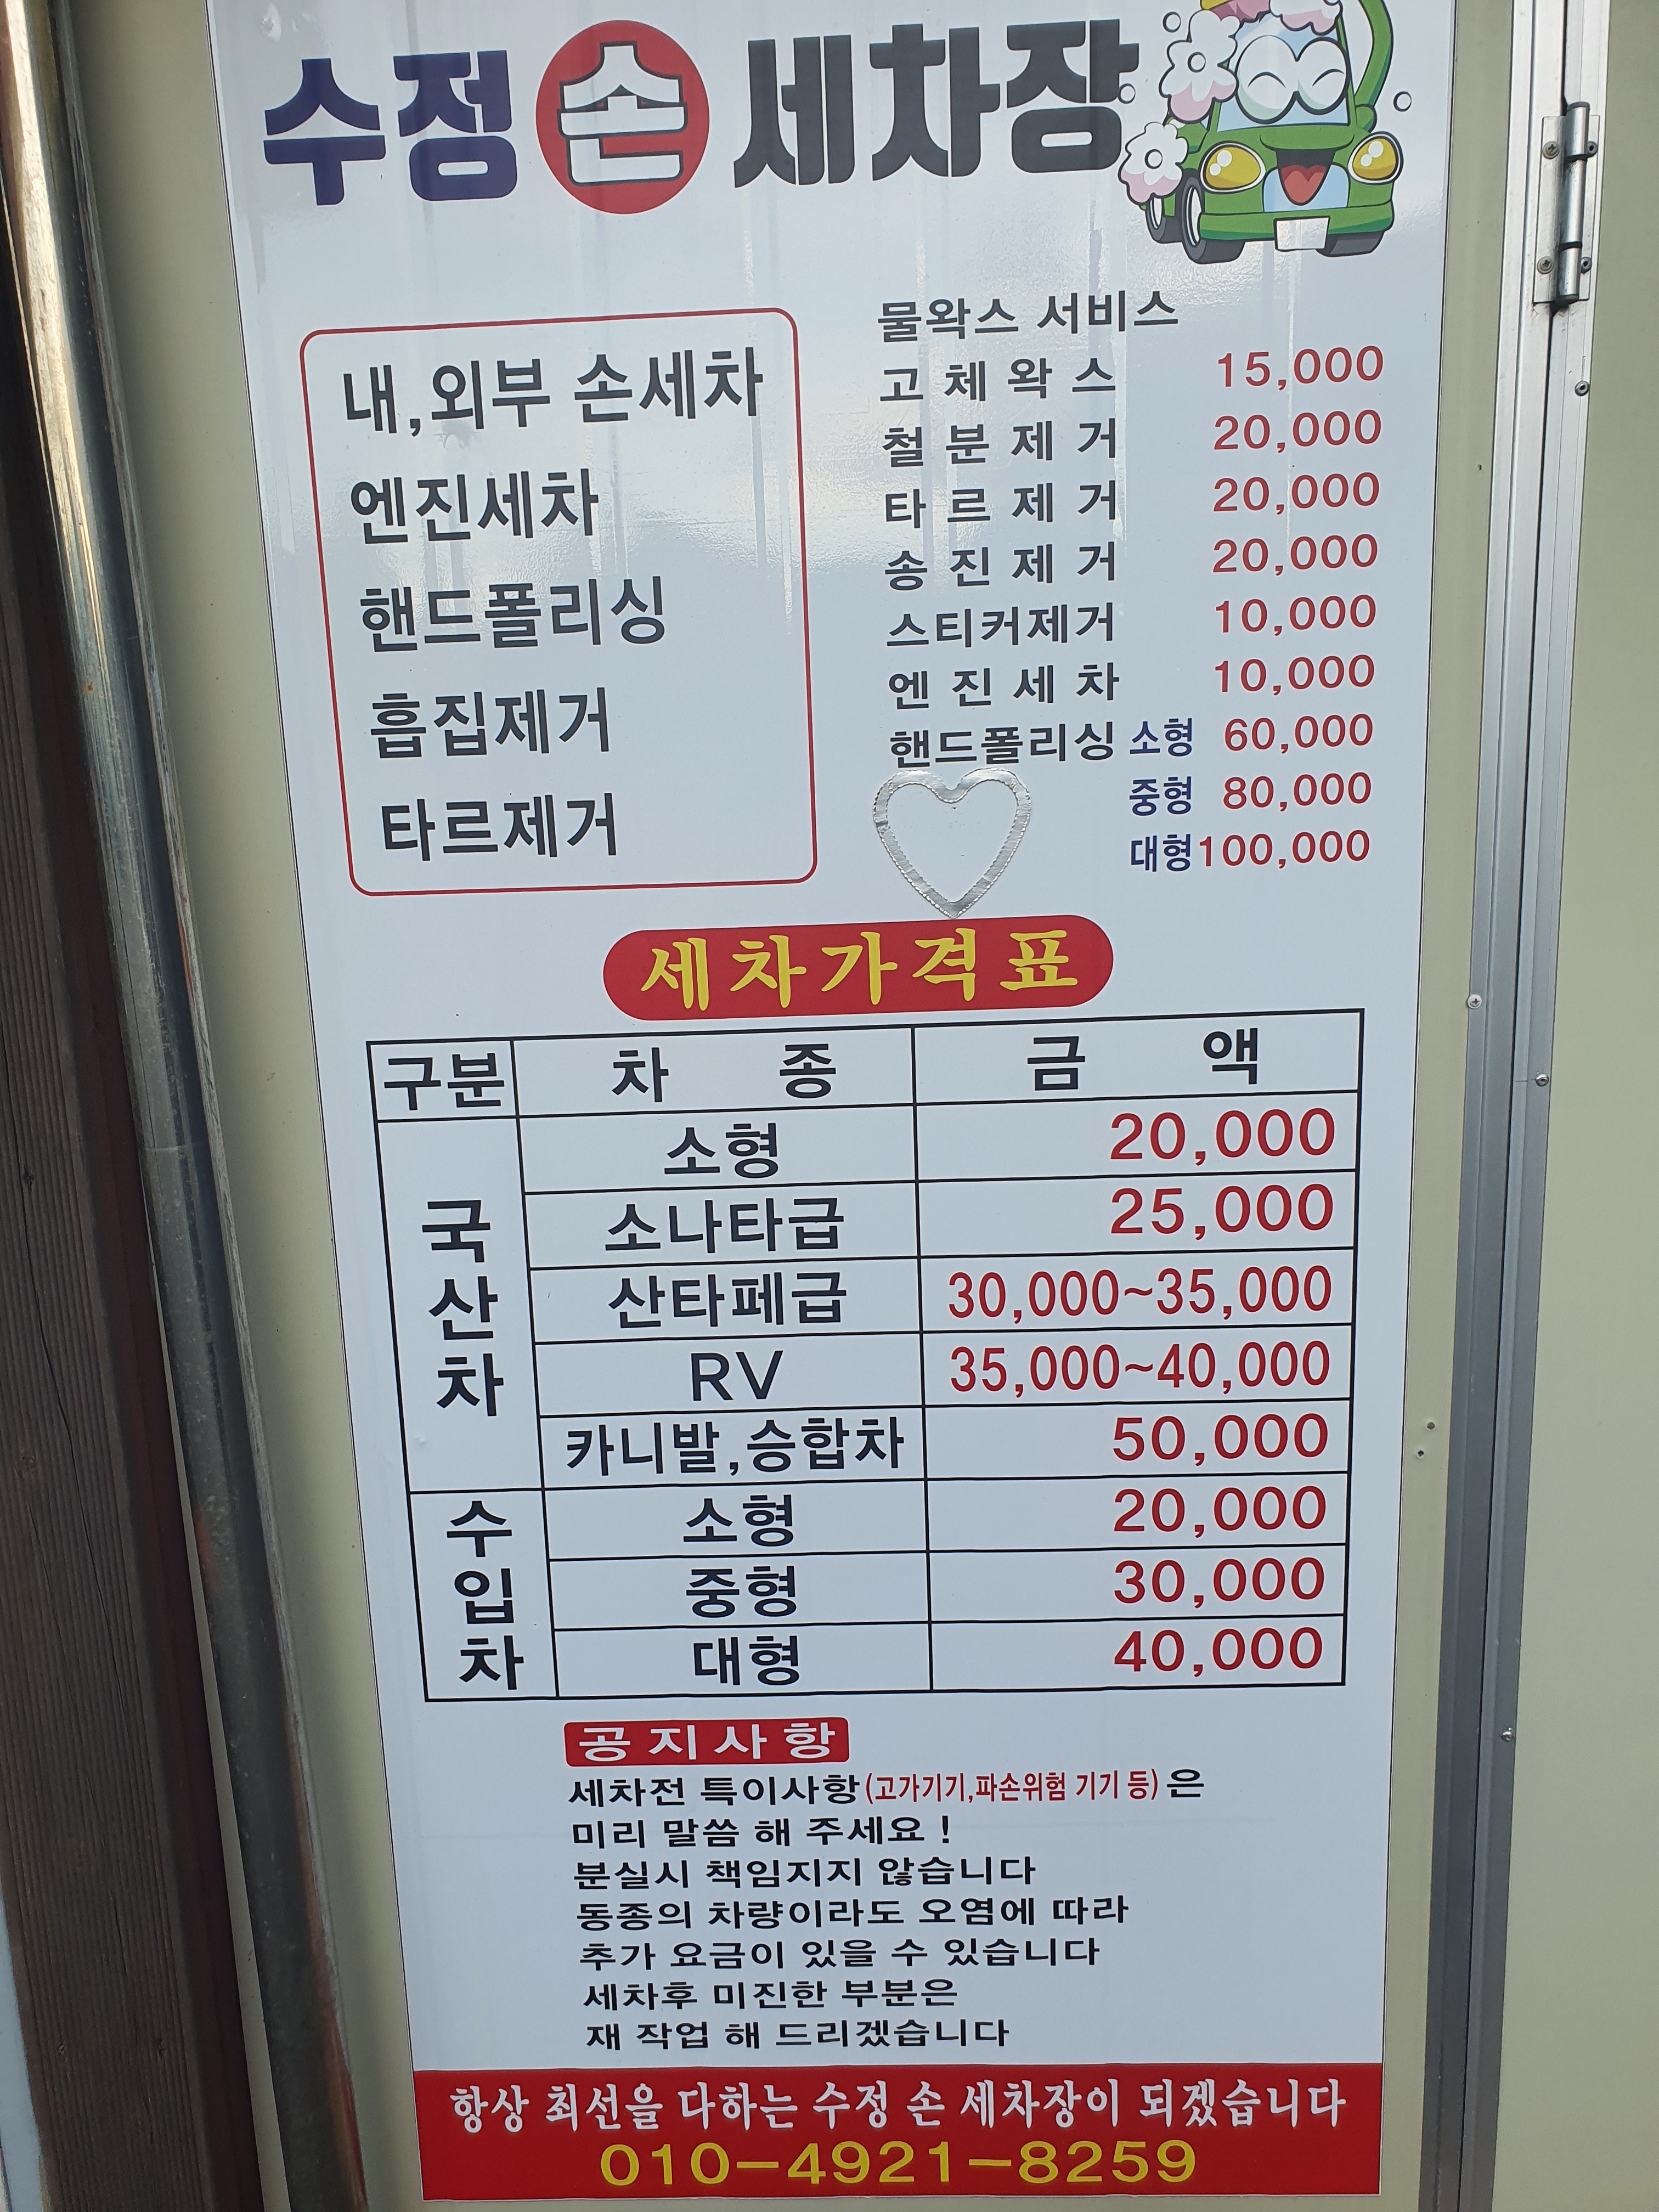 수정 손 세차장
내,외부 손세차
엔진세차
핸드폴리싱
흡집제거
타르제거
물왁스 서비스
고체왁스 15,000
철분제거 20,000
타르제거 20,000
송진제거 20,000
스티커제거 10,000
엔진세차 10,000
핸드폴리싱 소형 60,000
중형 80,000
대형 100,000
세차가격표
구분 차종 금액
국산차
소형 20,000
소나타급 25,000
산타페급 30,000~35,000
RV 35,000~40,000
카니발,승합차 50,000
수입차
소형 20,000
중형 30,000
대형 40,000
공지사항
세차전 특이사항(고가기기,파손위험 기기 등)은
미리 말씀 해 주세요 !
분실시 책임지지 않습니다
동종의 차량이라도 오염에 따라
추가 요금이 있을 수 있습니다
세차후 미진한 부분은
재 작업 해 드리겠습니다
항상 최선을 다하는 수정 손 세차장이 되겠습니다
010-4921-8259